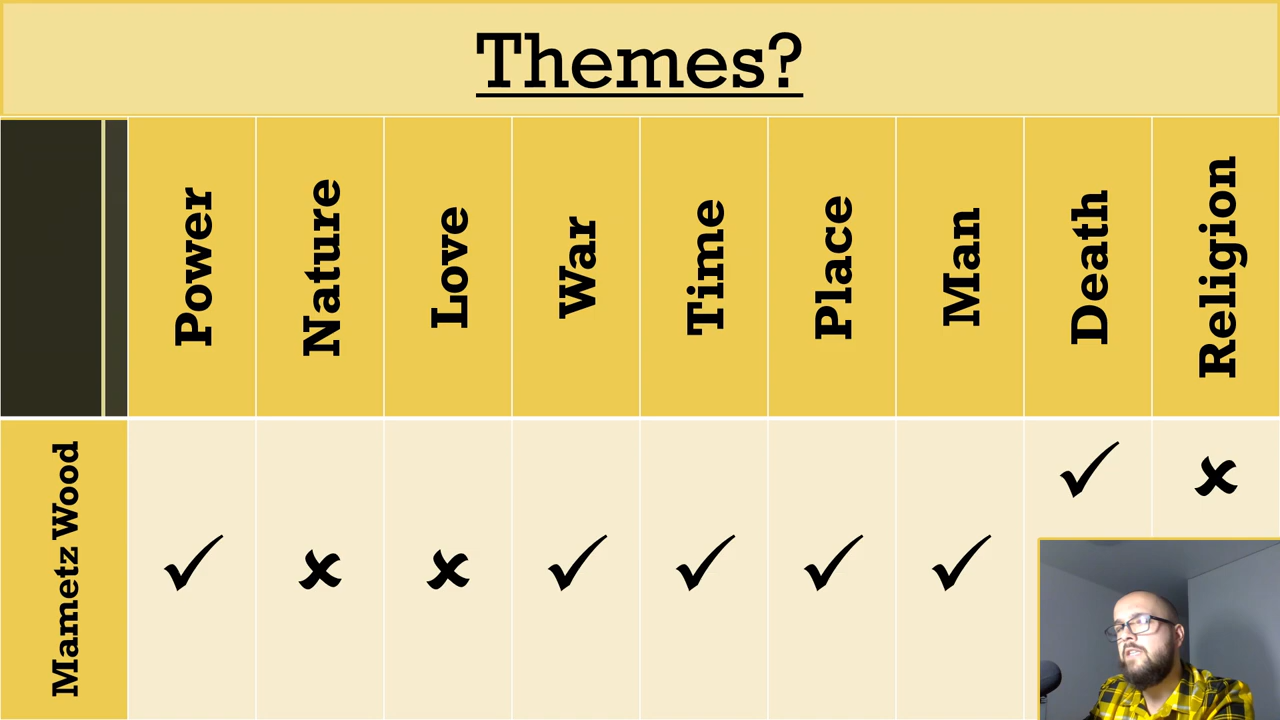 Themes?
Power
Nature
Love
War
Time
Place
Man
Death
Religion
Mametz Wood
✓ ✘ ✘ ✓ ✓ ✓ ✓ ✓ ✘